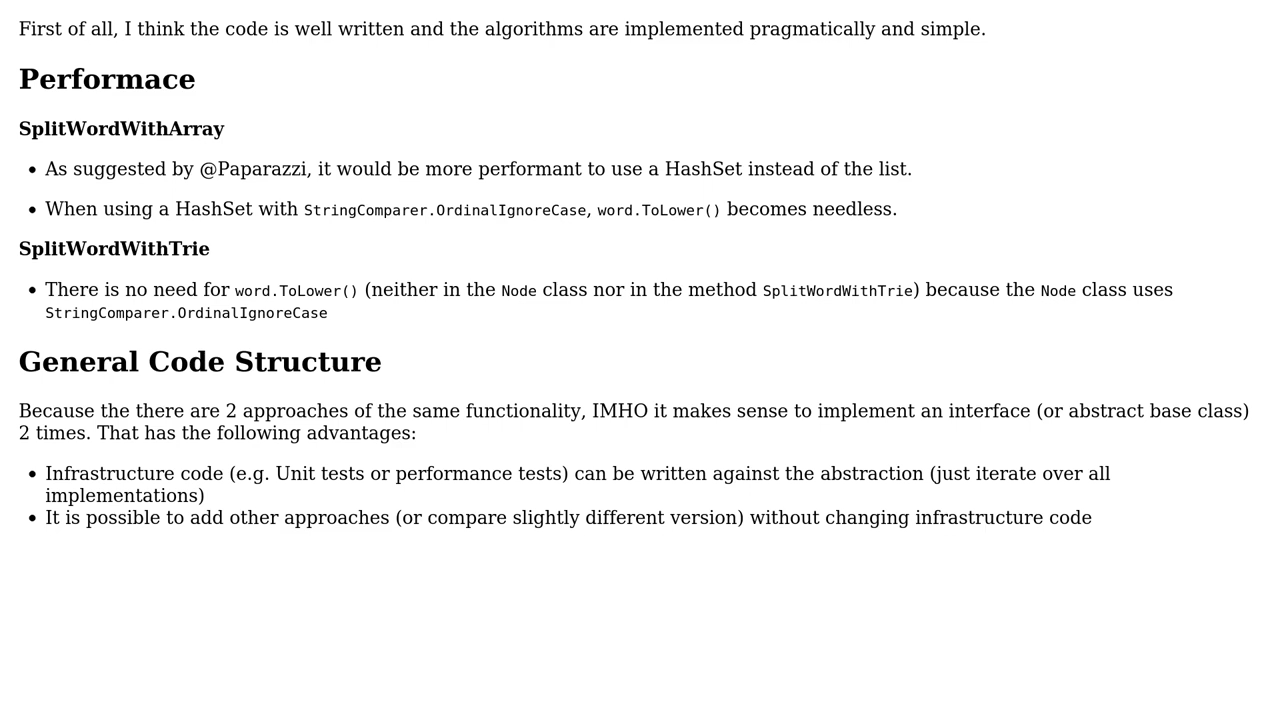 First of all, I think the code is well written and the algorithms are implemented pragmatically and simple.
Performace
SplitWordWithArray
• As suggested by @Paparazzi, it would be more performant to use a HashSet instead of the list.
• When using a HashSet with StringComparer.OrdinalIgnoreCase, word.ToLower() becomes needless.
SplitWordWithTrie
• There is no need for word.ToLower() (neither in the Node class nor in the method SplitWordWithTrie) because the Node class uses
StringComparer.OrdinalIgnoreCase
General Code Structure
Because the there are 2 approaches of the same functionality, IMHO it makes sense to implement an interface (or abstract base class)
2 times. That has the following advantages:
• Infrastructure code (e.g. Unit tests or performance tests) can be written against the abstraction (just iterate over all
implementations)
• It is possible to add other approaches (or compare slightly different version) without changing infrastructure code